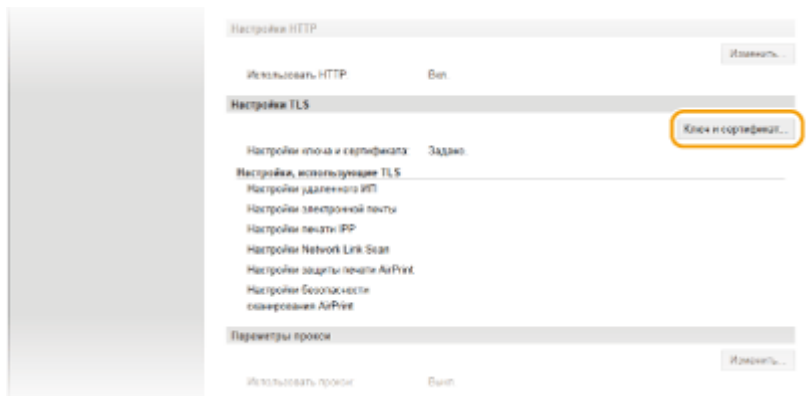 Настройки HTTP
Изменить...
Использовать HTTP: Вкл.
Настройки TLS
Ключ и сертификат...
Настройки ключа и сертификата: Задано.
Настройки, использующие TLS
Настройки удаленного ИП
Настройки электронной почты
Настройки печати IPP
Настройки Network Link Scan
Настройки защиты печати AirPrint
Настройки безопасности
сканирования AirPrint
Параметры прокси
Изменить...
Использовать прокси: Выкл.